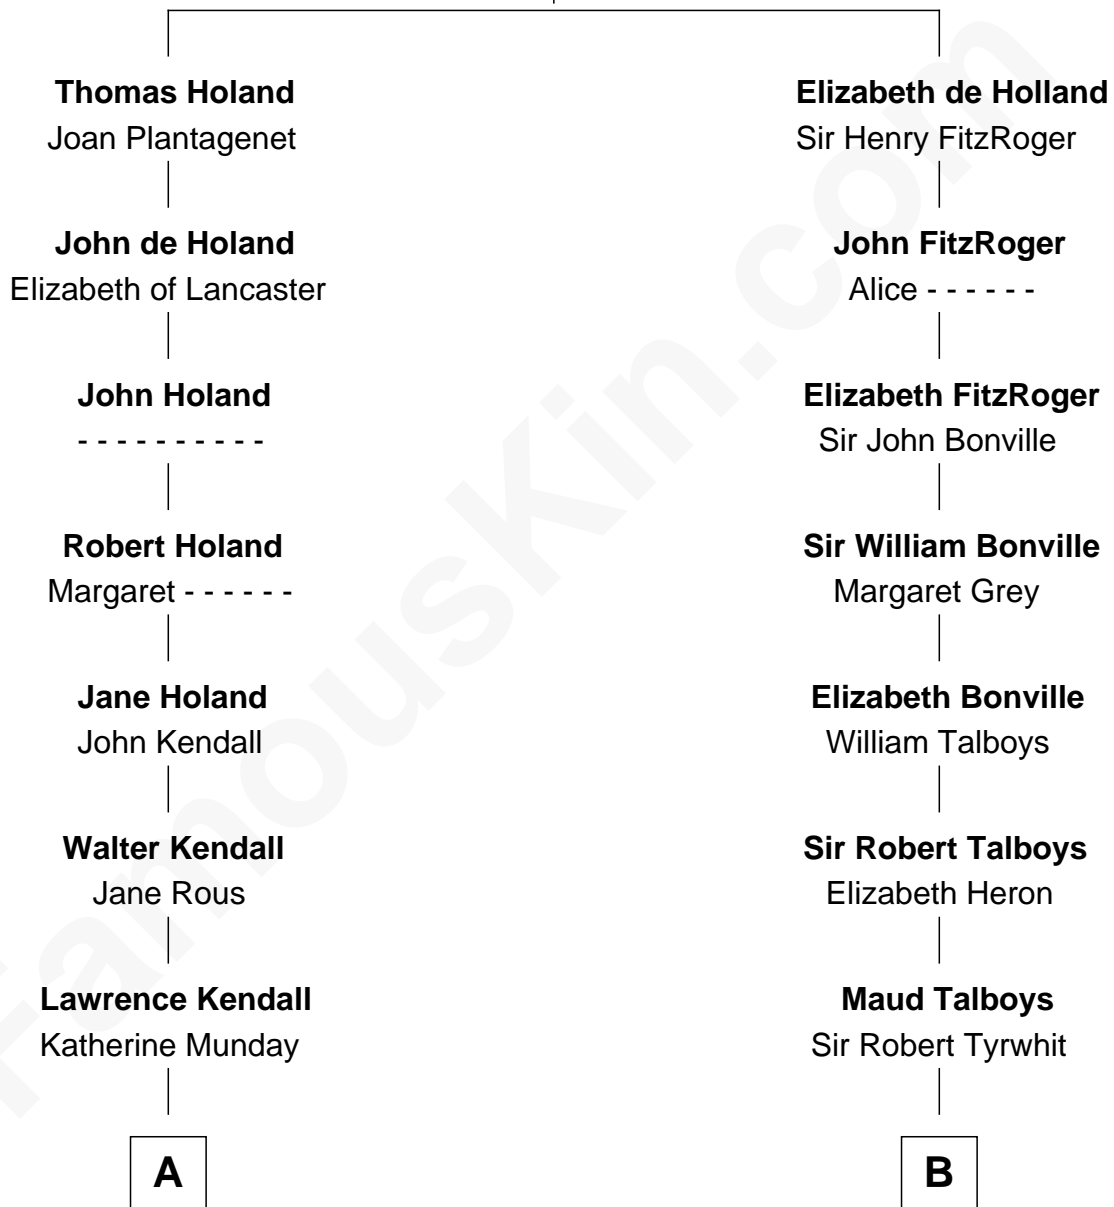 Thomas Holand
Joan Plantagenet
John de Holand
Elizabeth of Lancaster
John Holand
- - - - - - - - - -
Robert Holand
Margaret - - - - - -
Jane Holand
John Kendall
Walter Kendall
Jane Rous
Lawrence Kendall
Katherine Munday
A
Elizabeth de Holland
Sir Henry FitzRoger
John FitzRoger
Alice - - - - - -
Elizabeth FitzRoger
Sir John Bonville
Sir William Bonville
Margaret Grey
Elizabeth Bonville
William Talboys
Sir Robert Talboys
Elizabeth Heron
Maud Talboys
Sir Robert Tyrwhit
B
FamousKin.com